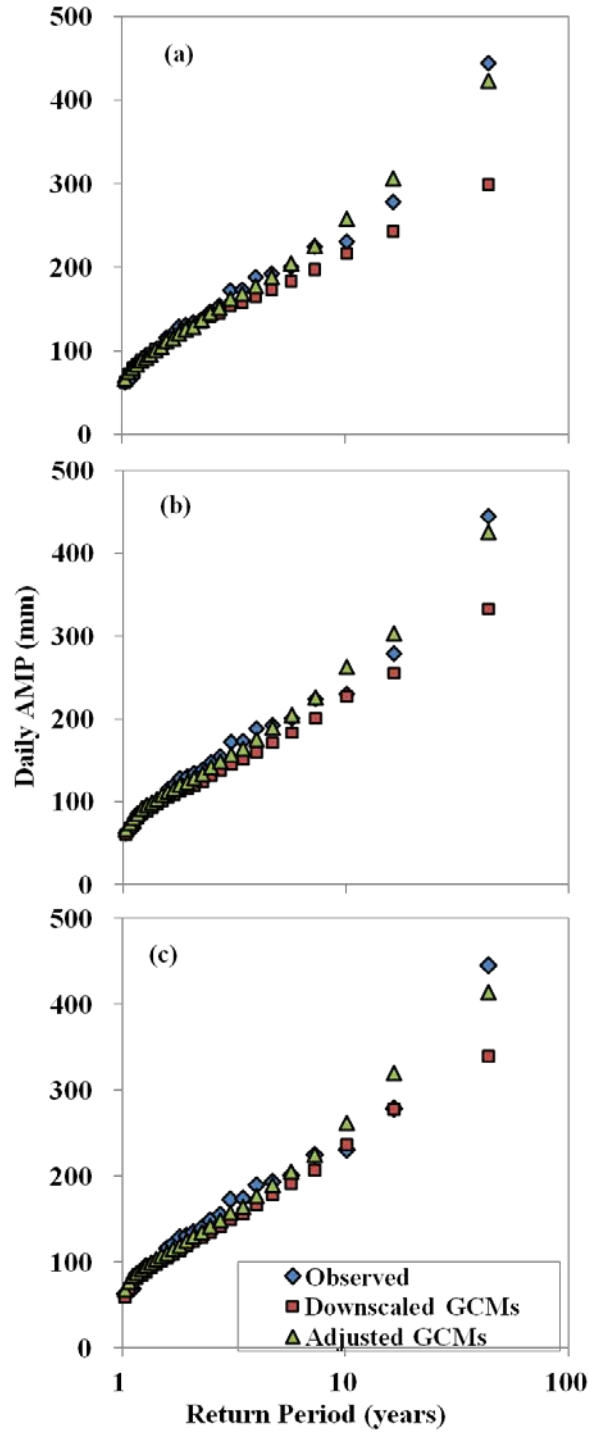 500
(a)
400
300
200
100
0
500
(b)
400
300
200
100
0
Daily AMP (mm)
500
(c)
400
300
200
100
0
Observed
Downscaled GCMs
Adjusted GCMs
1 10 100
Return Period (years)